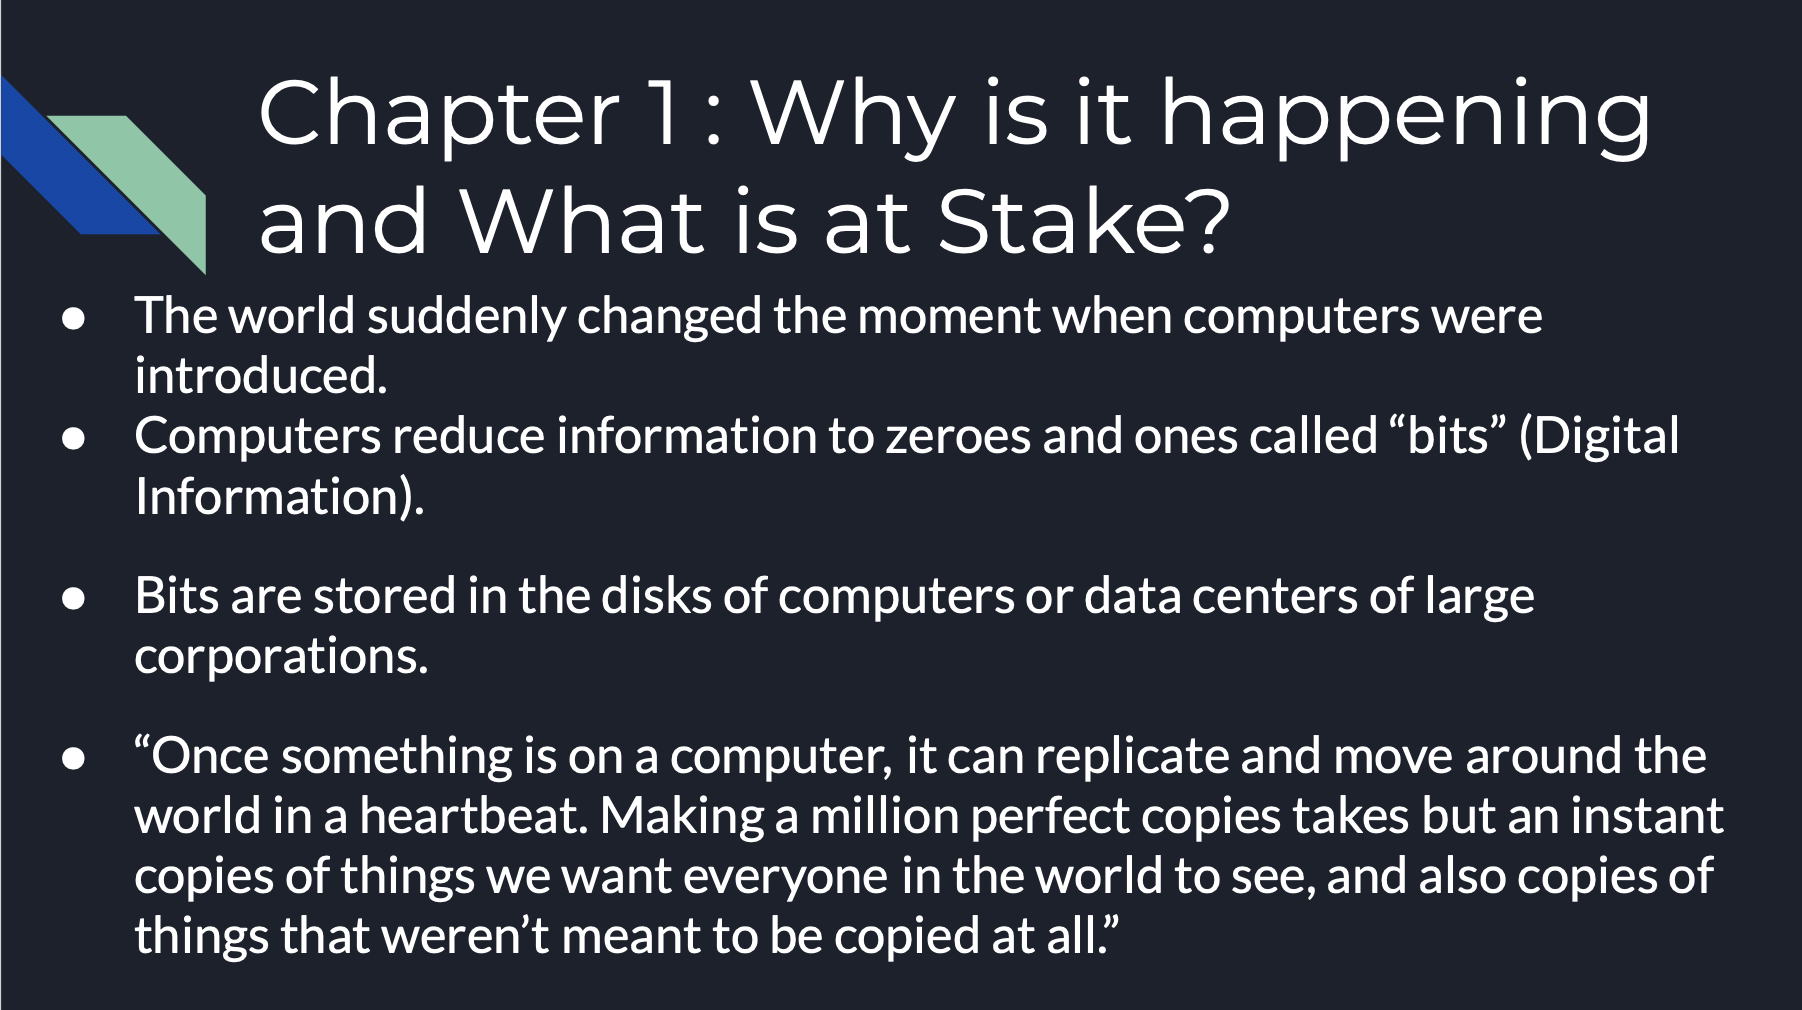 Chapter 1 : Why is it happening
and What is at Stake?
● The world suddenly changed the moment when computers were
introduced.
● Computers reduce information to zeroes and ones called “bits” (Digital
Information).
● Bits are stored in the disks of computers or data centers of large
corporations.
● “Once something is on a computer, it can replicate and move around the
world in a heartbeat. Making a million perfect copies takes but an instant
copies of things we want everyone in the world to see, and also copies of
things that weren’t meant to be copied at all.”